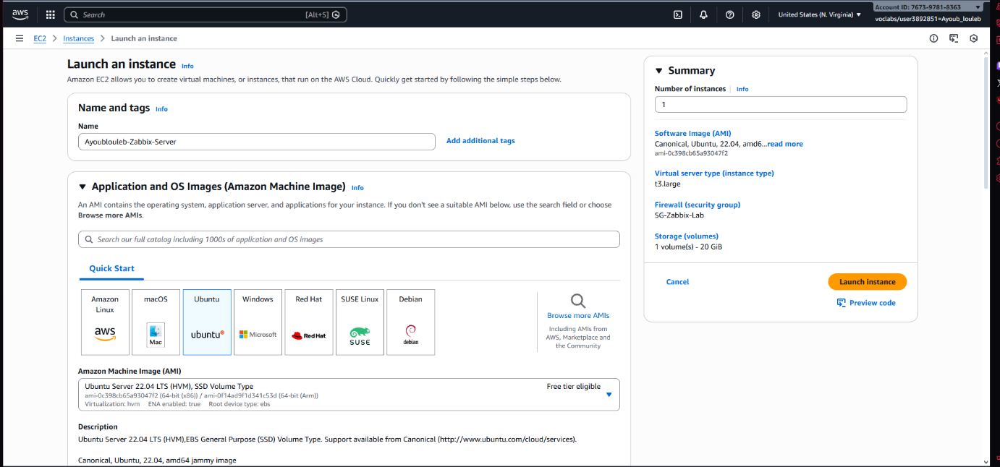 aws
Search [Alt+S]
United States (N. Virginia)
Account ID: 7673-9781-8363
voclabs/user3892851=Ayoub_louleb
EC2 > Instances > Launch an instance
Launch an instance Info
Amazon EC2 allows you to create virtual machines, or instances, that run on the AWS Cloud. Quickly get started by following the simple steps below.
Name and tags Info
Name
Ayoublouleb-Zabbix-Server
Add additional tags
Application and OS Images (Amazon Machine Image) Info
An AMI contains the operating system, application server, and applications for your instance. If you don't see a suitable AMI below, use the search field or choose
Browse more AMIs.
Search our full catalog including 1000s of application and OS images
Quick Start
Amazon
Linux
aws
macOS
Mac
Ubuntu
ubuntu
Windows
Microsoft
Red Hat
Red Hat
SUSE Linux
SUSE
Debian
debian
Browse more AMIs
Including AMIs from
AWS, Marketplace and
the Community
Amazon Machine Image (AMI)
Ubuntu Server 22.04 LTS (HVM), SSD Volume Type
Free tier eligible
ami-0c398cb65a93047f2 (64-bit (x86)) / ami-0f14ad9f1d341c53d (64-bit (Arm))
Virtualization: hvm ENA enabled: true Root device type: ebs
Description
Ubuntu Server 22.04 LTS (HVM),EBS General Purpose (SSD) Volume Type. Support available from Canonical (http://www.ubuntu.com/cloud/services).
Canonical, Ubuntu, 22.04, amd64 jammy image
Summary
Number of instances Info
1
Software Image (AMI)
Canonical, Ubuntu, 22.04, amd6...read more
ami-0c398cb65a93047f2
Virtual server type (instance type)
t3.large
Firewall (security group)
SG-Zabbix-Lab
Storage (volumes)
1 volume(s) - 20 GiB
Cancel
Launch instance
Preview code